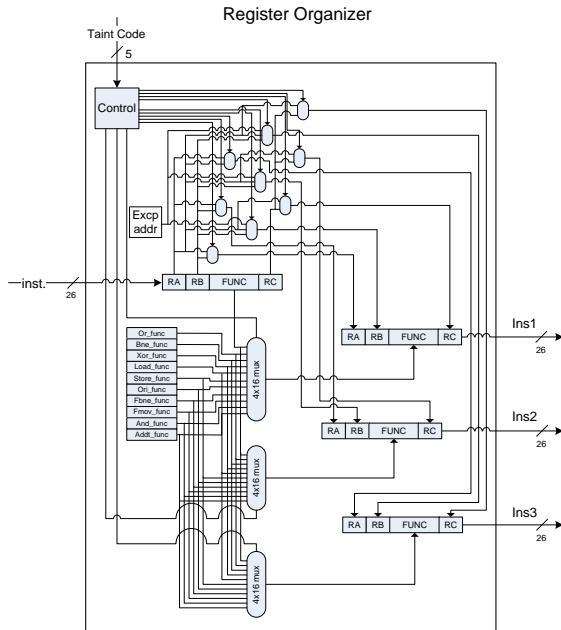 Register Organizer
Taint Code
5
Control
Excp
addr
inst.
26
RA RB FUNC RC
Or_func
Bne_func
Xor_func
Load_func
Store_func
Ori_func
Fbne_func
Fmov_func
And_func
Addt_func
4x16 mux
4x16 mux
4x16 mux
RA RB FUNC RC
Ins1
26
RA RB FUNC RC
Ins2
26
RA RB FUNC RC
Ins3
26